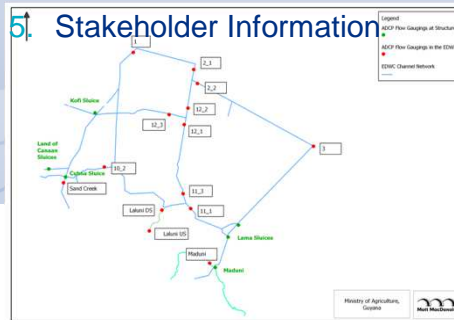 5. Stakeholder Information
Legend
ADCP Flow Gaugings at Structures
ADCP Flow Gaugings in the EDWC
EDWC Channel Network
1
2_1
2_2
Kofi Sluice
12_2
12_3
12_1
Land of
Canaan
Sluices
3
10_2
Cuhna Sluice
Sand Creek
11_3
Laluni DS
11_1
Laluni US
Lama Sluices
Maduni
Maduni
Ministry of Agriculture,
Guyana
Mott MacDonald